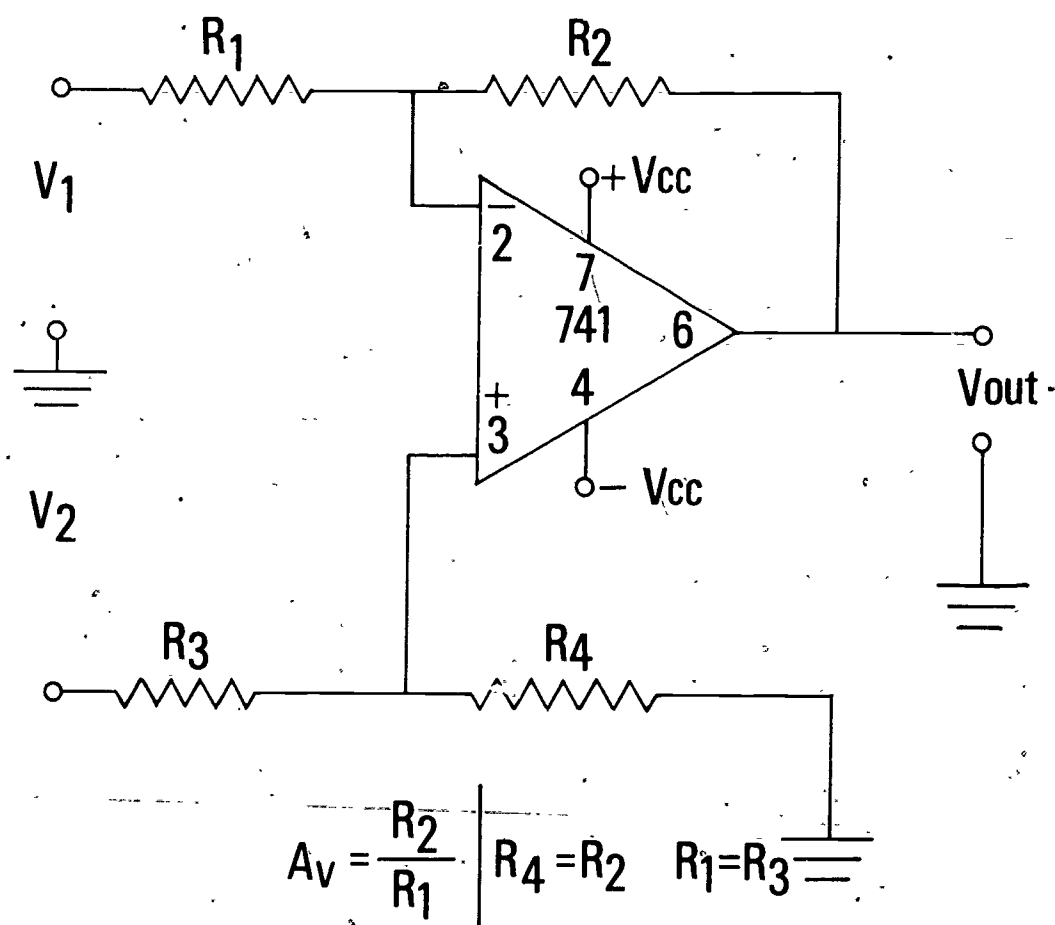 R1 R2
V1
+ Vcc
−
2
7
741 6
+ 4
3
Vout
− Vcc
V2
R3 R4
Av = R2 / R1 | R4 = R2 R1 = R3